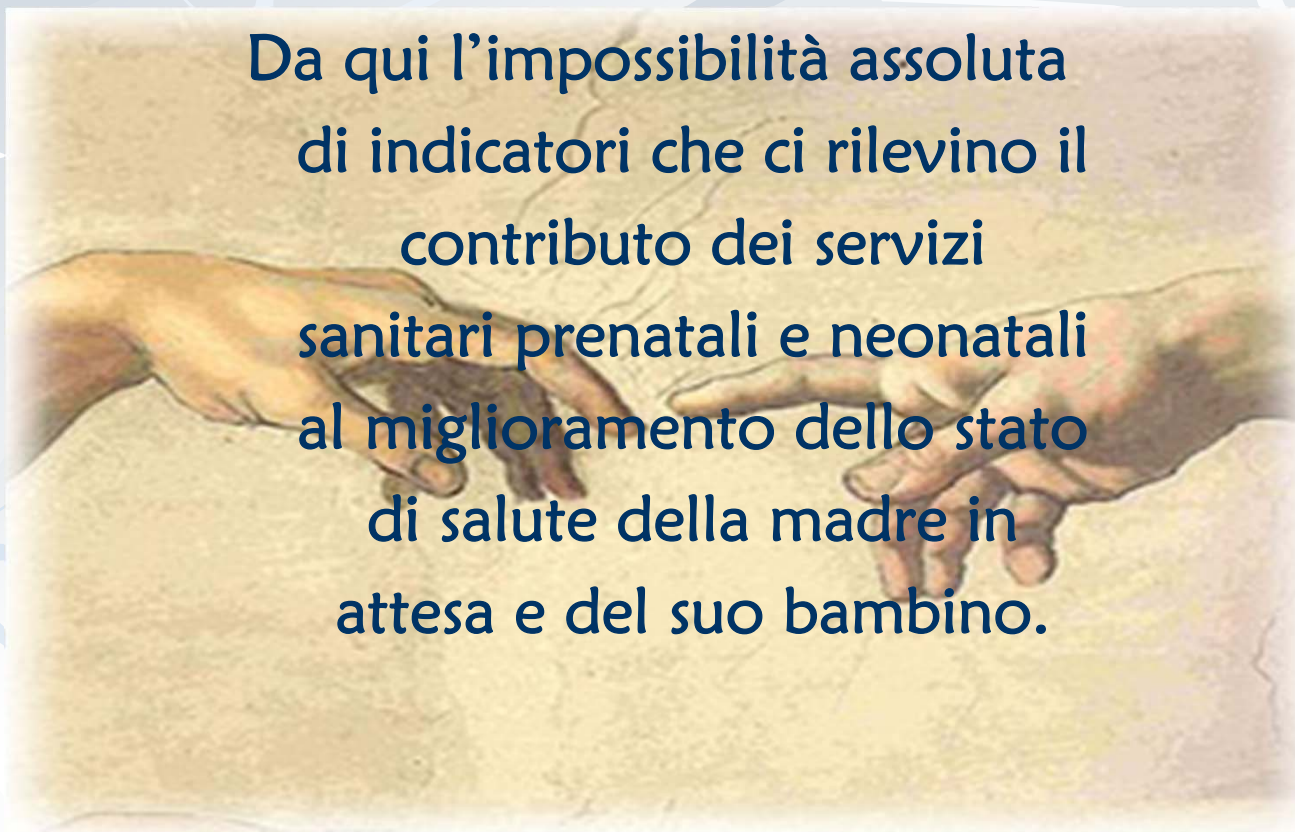 Da qui l’impossibilità assoluta
di indicatori che ci rilevino il
contributo dei servizi
sanitari prenatali e neonatali
al miglioramento dello stato
di salute della madre in
attesa e del suo bambino.